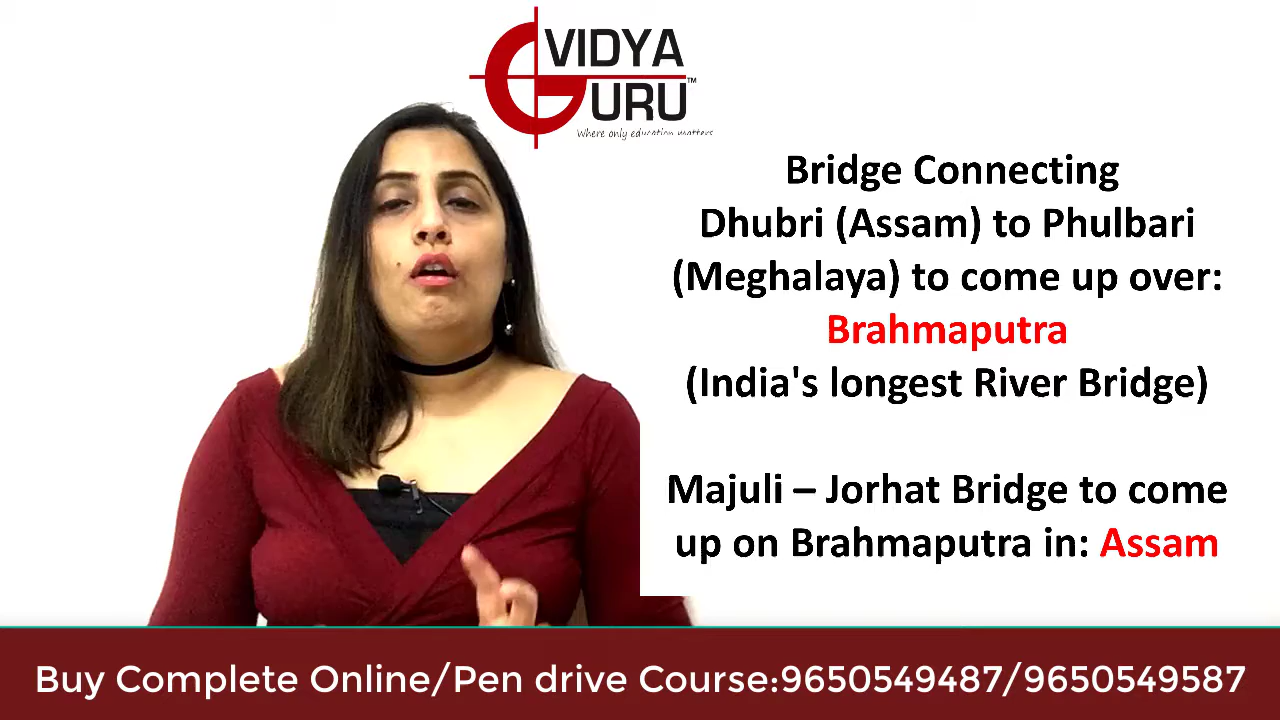 VIDYA
GURU™
Where only education matters
Bridge Connecting
Dhubri (Assam) to Phulbari
(Meghalaya) to come up over:
Brahmaputra
(India's longest River Bridge)
Majuli – Jorhat Bridge to come
up on Brahmaputra in: Assam
Buy Complete Online/Pen drive Course:9650549487/9650549587